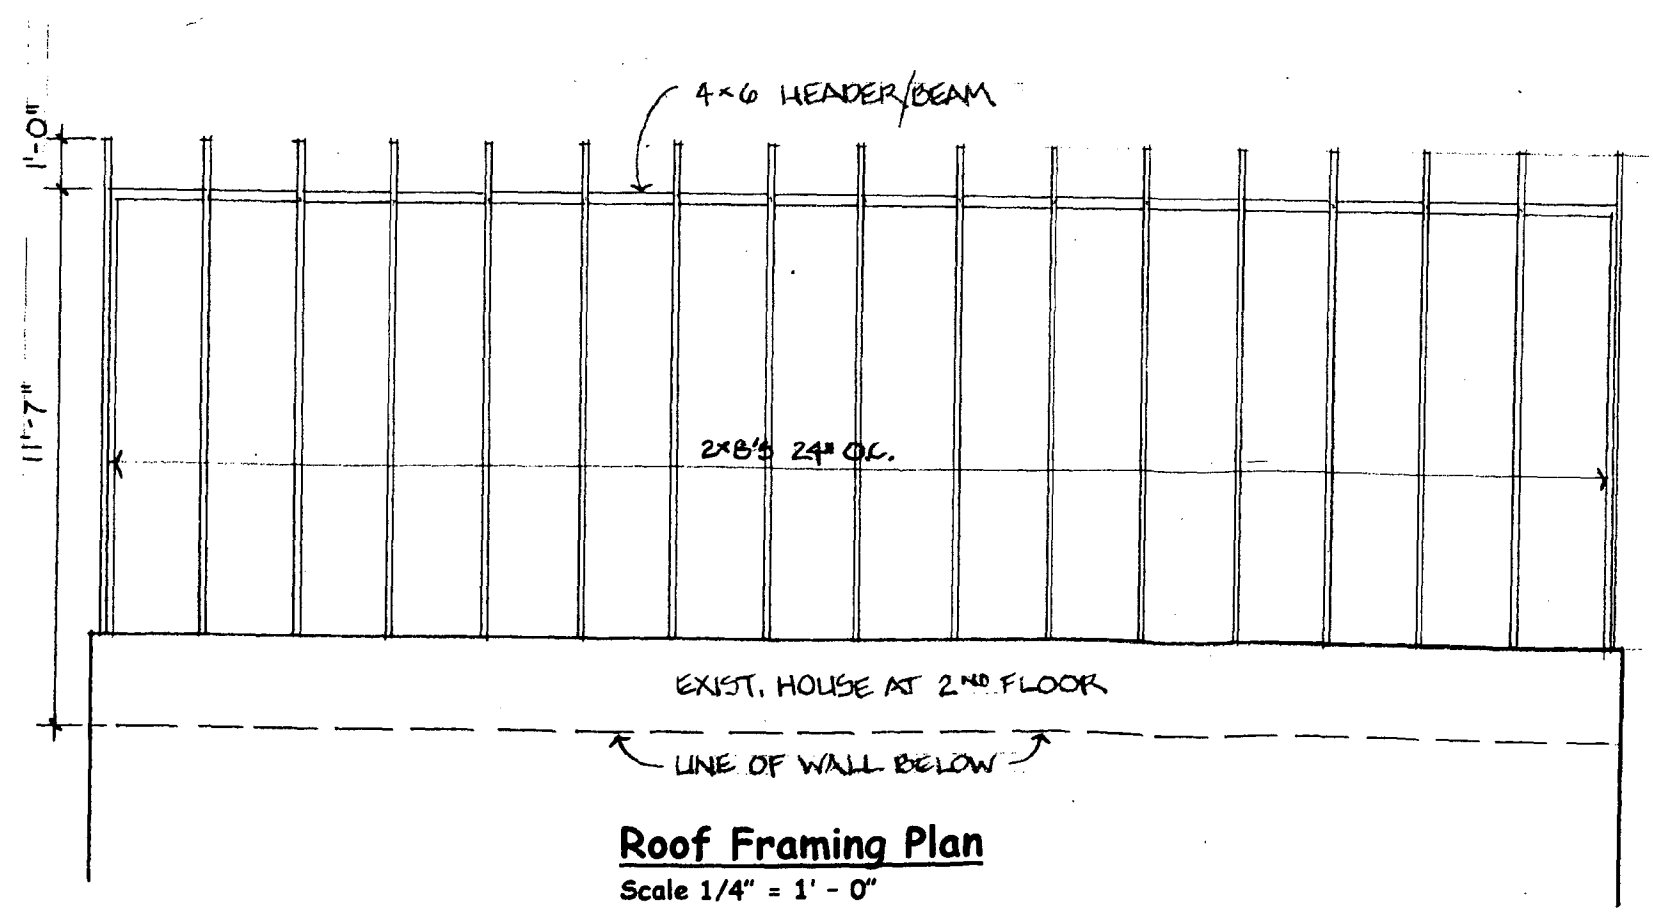 4×6 HEADER/BEAM
1'-0"
11'-7"
2×8'S 24" O.C.
EXIST. HOUSE AT 2ND FLOOR
LINE OF WALL BELOW
Roof Framing Plan
Scale 1/4" = 1' - 0"